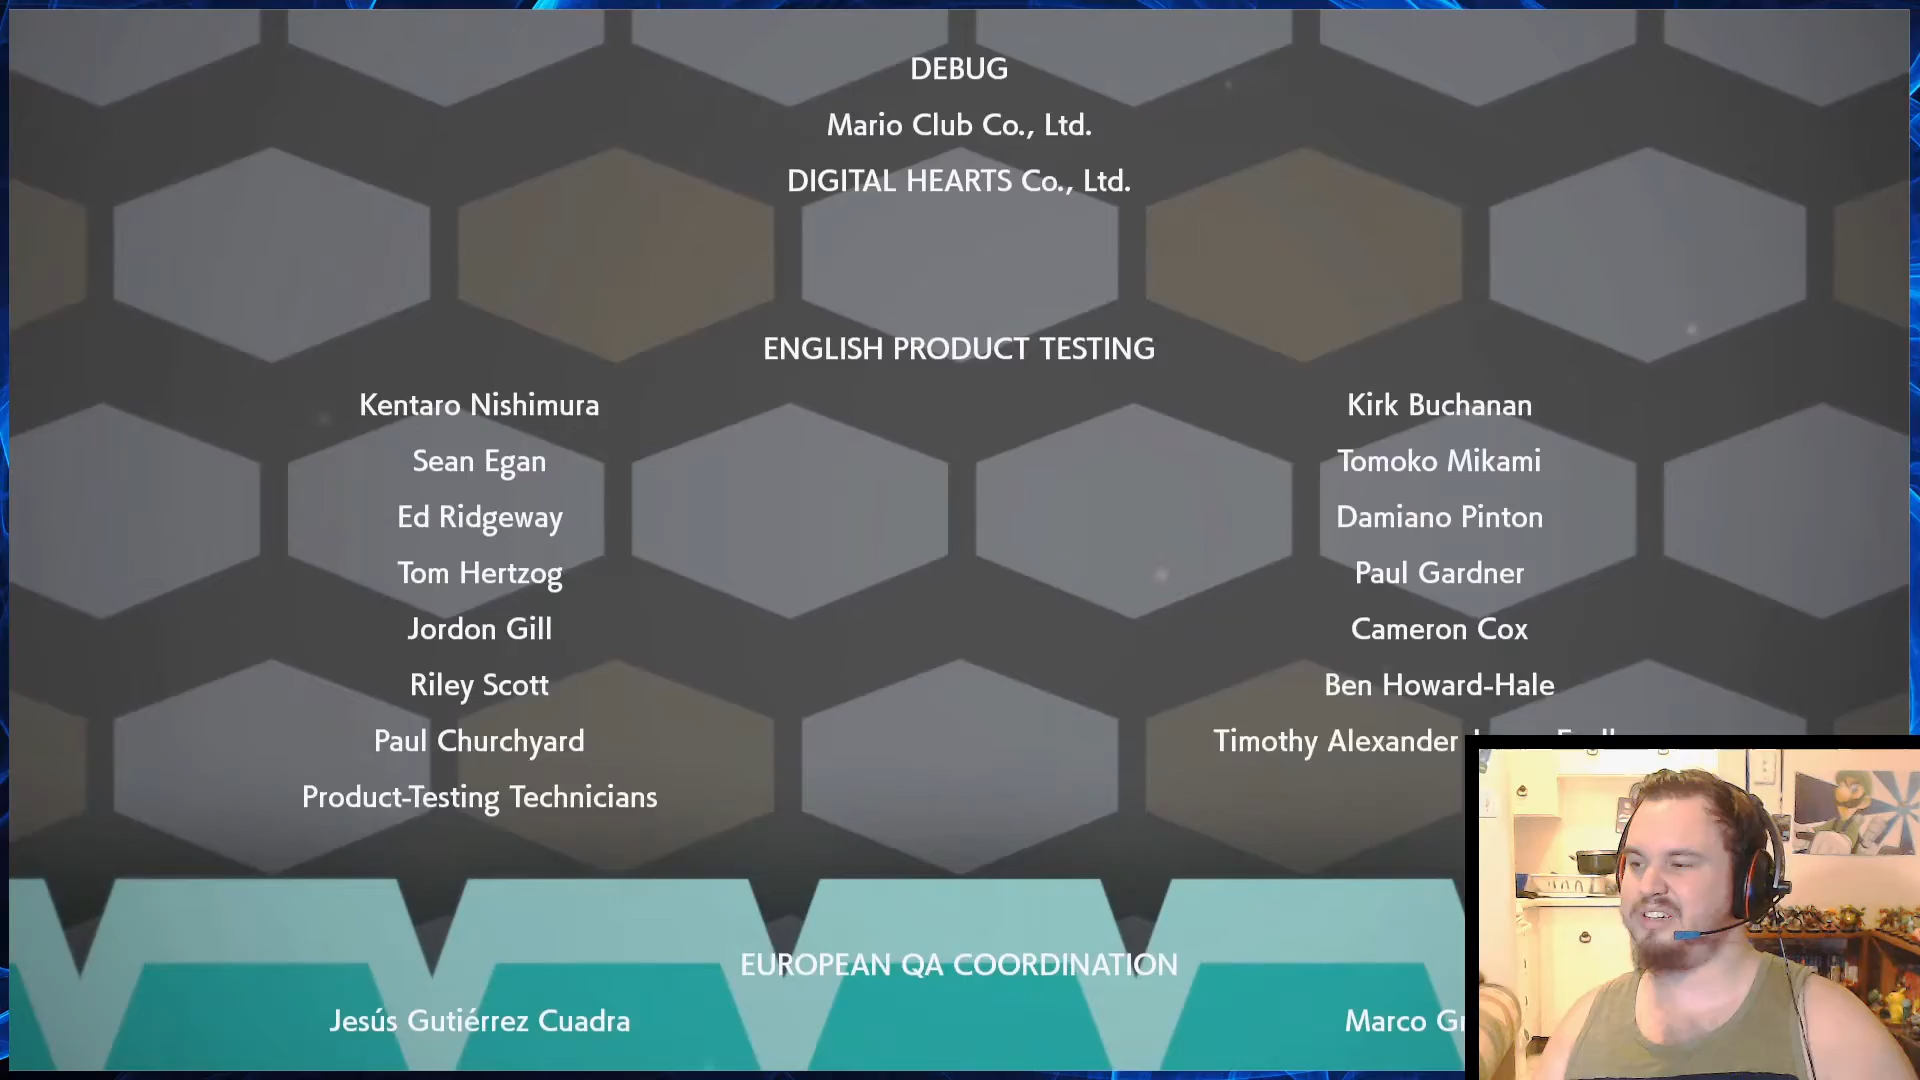 DEBUG
Mario Club Co., Ltd.
DIGITAL HEARTS Co., Ltd.
ENGLISH PRODUCT TESTING
Kentaro Nishimura Kirk Buchanan
Sean Egan Tomoko Mikami
Ed Ridgeway Damiano Pinton
Tom Hertzog Paul Gardner
Jordon Gill Cameron Cox
Riley Scott Ben Howard-Hale
Paul Churchyard Timothy Alexander
Product-Testing Technicians
EUROPEAN QA COORDINATION
Jesús Gutiérrez Cuadra Marco